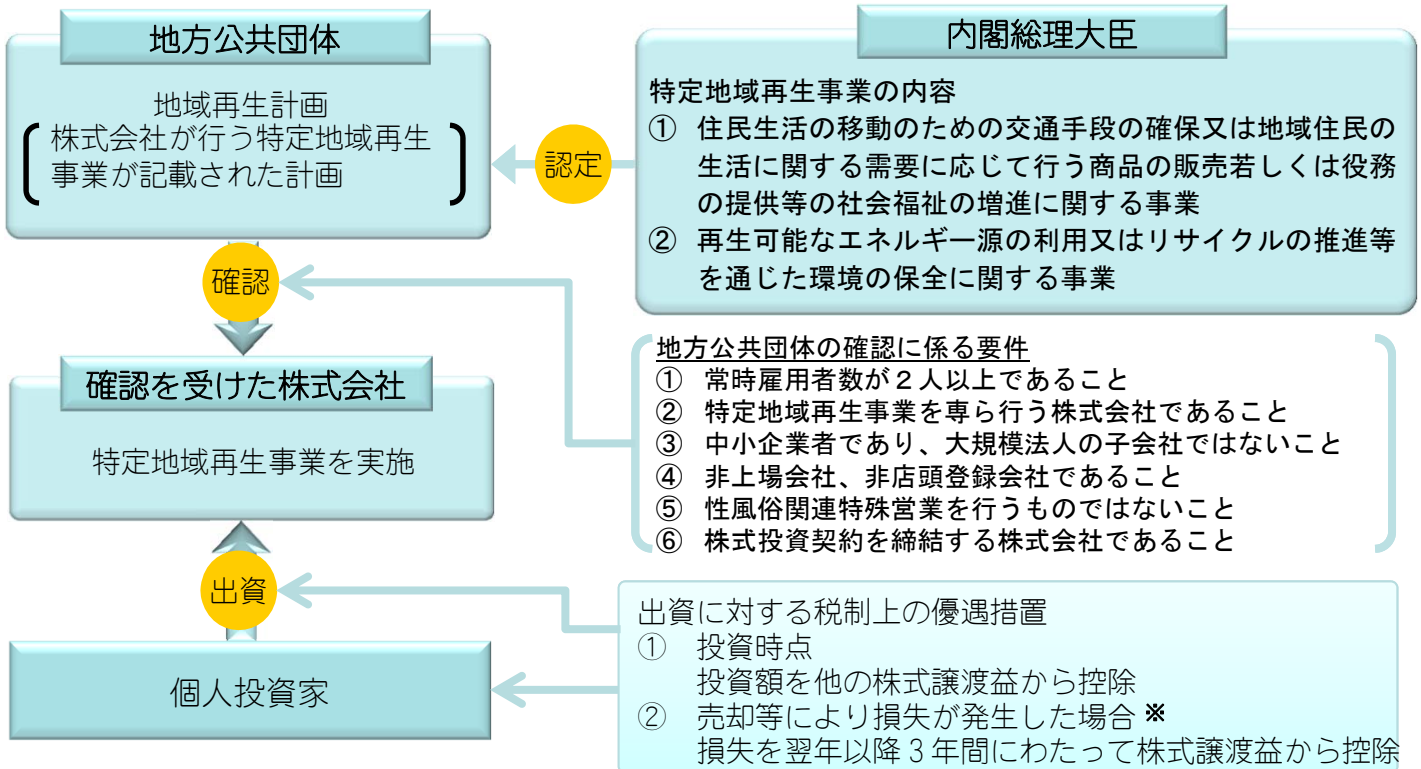 地方公共団体
地域再生計画
株式会社が行う特定地域再生
事業が記載された計画
認定
内閣総理大臣
特定地域再生事業の内容
① 住民生活の移動のための交通手段の確保又は地域住民の
生活に関する需要に応じて行う商品の販売若しくは役務
の提供等の社会福祉の増進に関する事業
② 再生可能なエネルギー源の利用又はリサイクルの推進等
を通じた環境の保全に関する事業
確認
地方公共団体の確認に係る要件
① 常時雇用者数が２人以上であること
② 特定地域再生事業を専ら行う株式会社であること
③ 中小企業者であり、大規模法人の子会社ではないこと
④ 非上場会社、非店頭登録会社であること
⑤ 性風俗関連特殊営業を行うものではないこと
⑥ 株式投資契約を締結する株式会社であること
確認を受けた株式会社
特定地域再生事業を実施
出資
個人投資家
出資に対する税制上の優遇措置
① 投資時点
投資額を他の株式譲渡益から控除
② 売却等により損失が発生した場合※
損失を翌年以降３年間にわたって株式譲渡益から控除